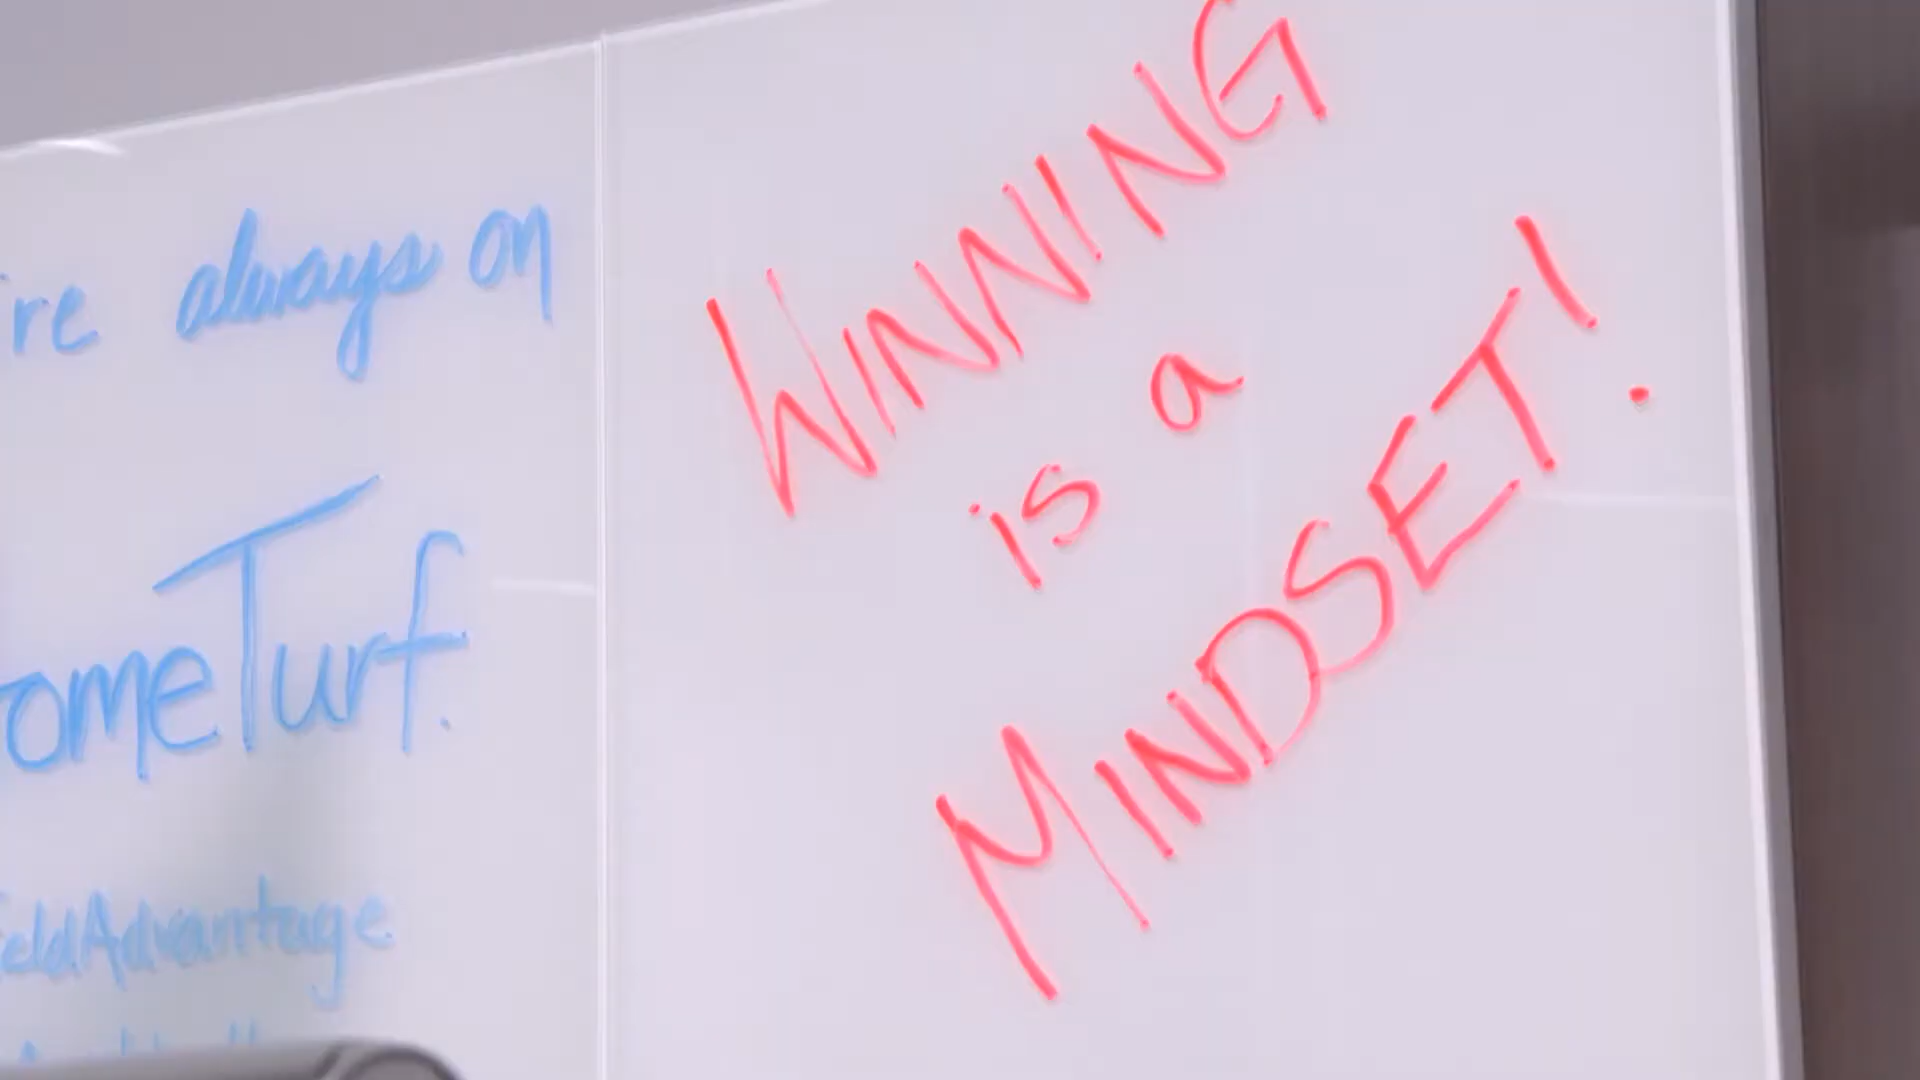 're always on
omeTurf.
eldAdvantage
WINNING
is a
MINDSET!